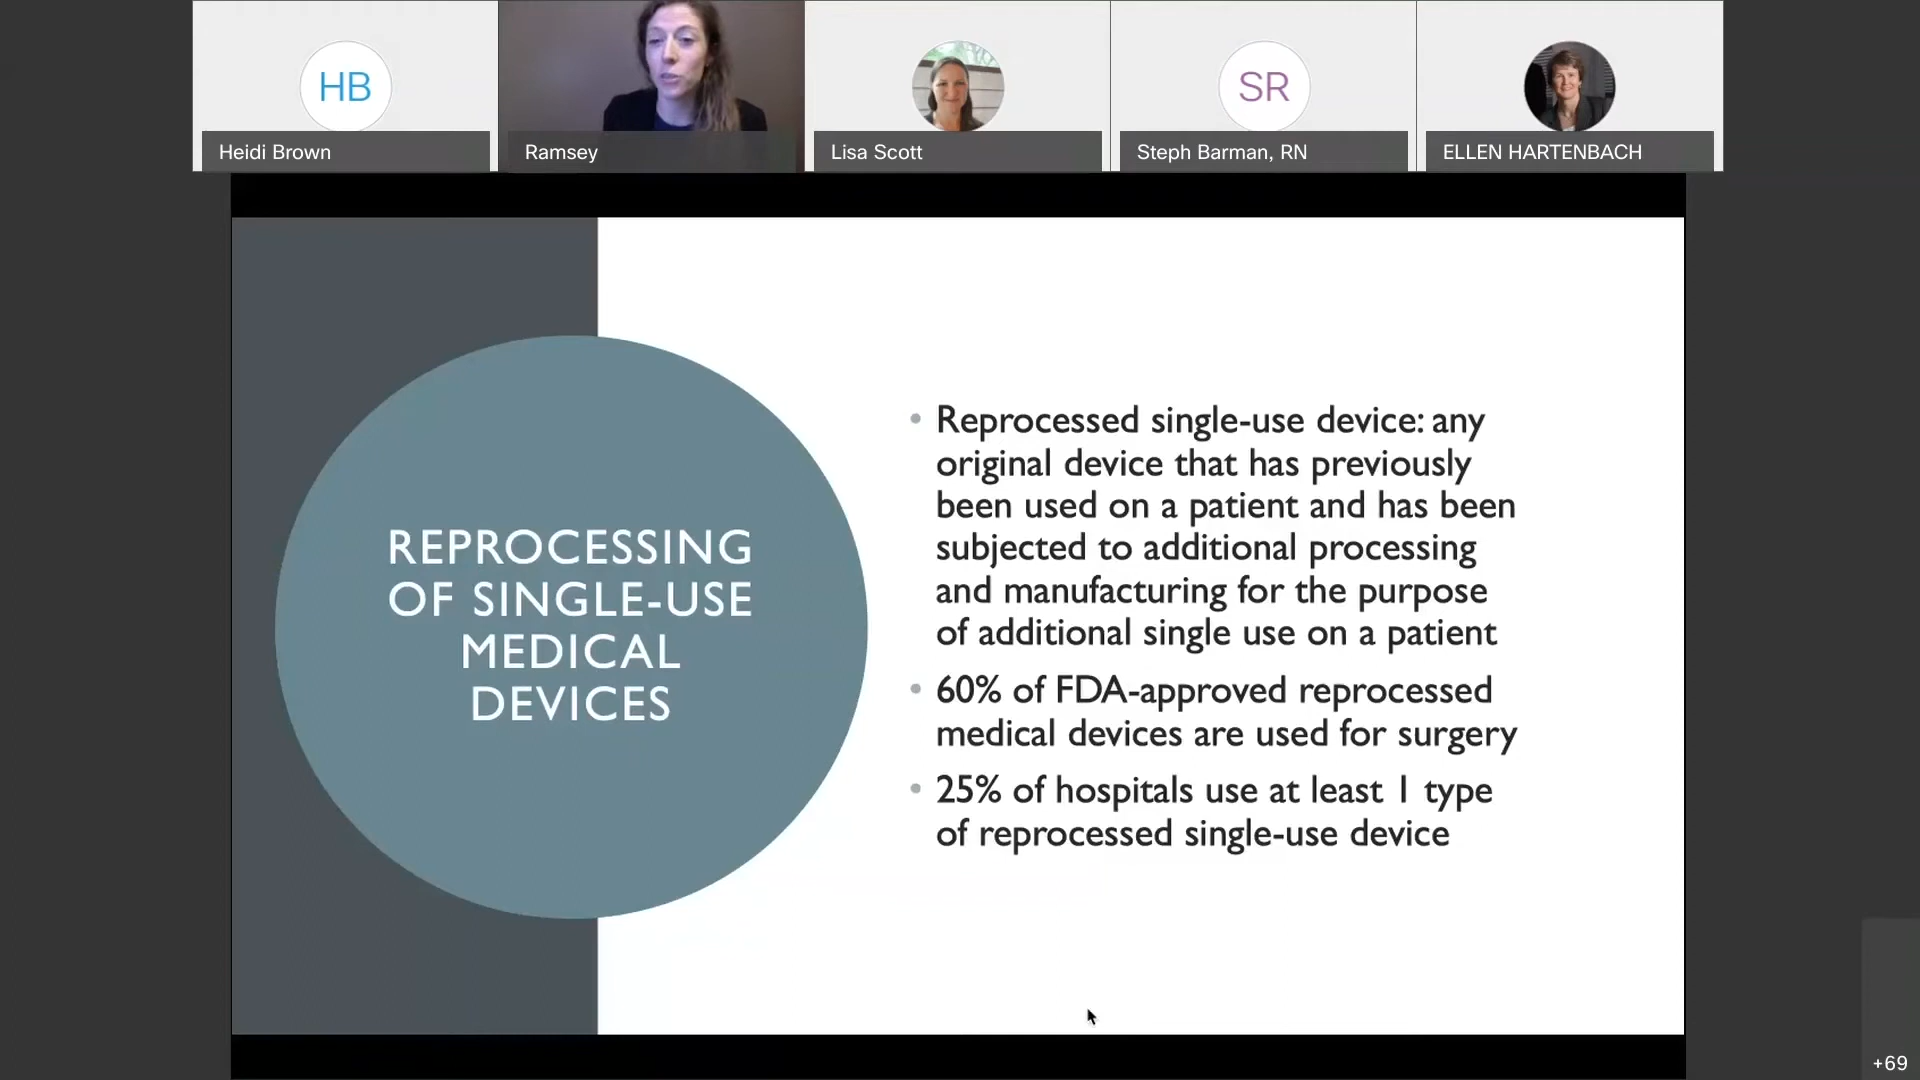 HB
SR
Heidi Brown
Ramsey
Lisa Scott
Steph Barman, RN
ELLEN HARTENBACH
REPROCESSING
OF SINGLE-USE
MEDICAL
DEVICES
• Reprocessed single-use device: any
original device that has previously
been used on a patient and has been
subjected to additional processing
and manufacturing for the purpose
of additional single use on a patient
• 60% of FDA-approved reprocessed
medical devices are used for surgery
• 25% of hospitals use at least 1 type
of reprocessed single-use device
+69